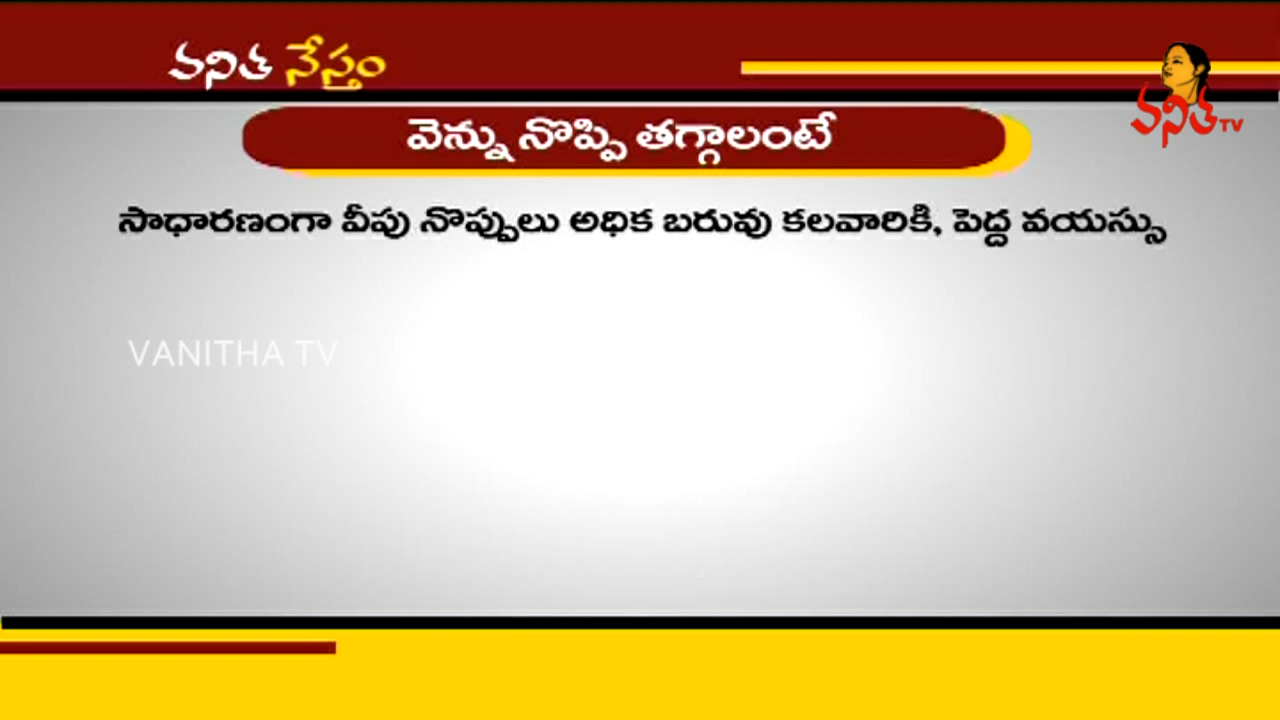 వనిత నేస్తం
వనిత TV
వెన్ను నొప్పి తగ్గాలంటే
సాధారణంగా వీపు నొప్పులు అధిక బరువు కలవారికి, పెద్ద వయస్సు
VANITHA TV